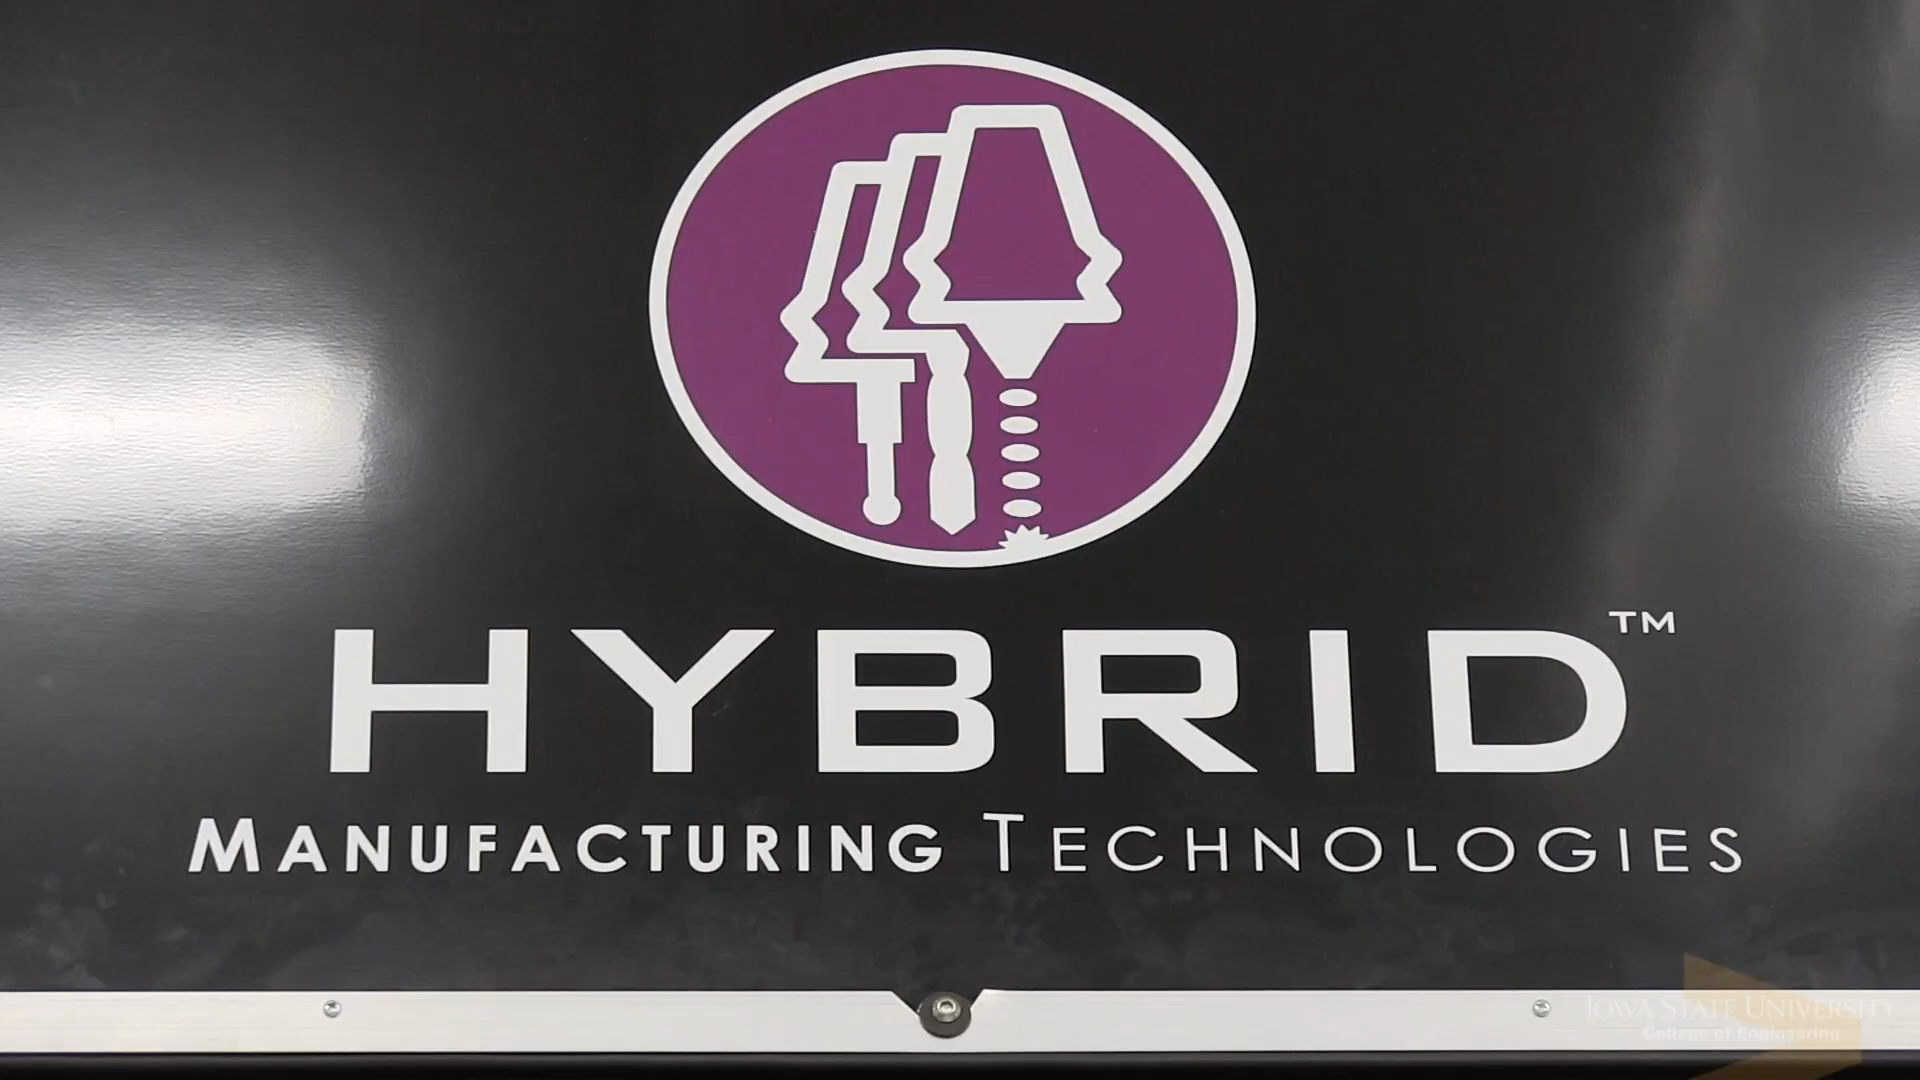 HYBRID™
MANUFACTURING TECHNOLOGIES
IOWA STATE UNIVERSITY
College of Engineering